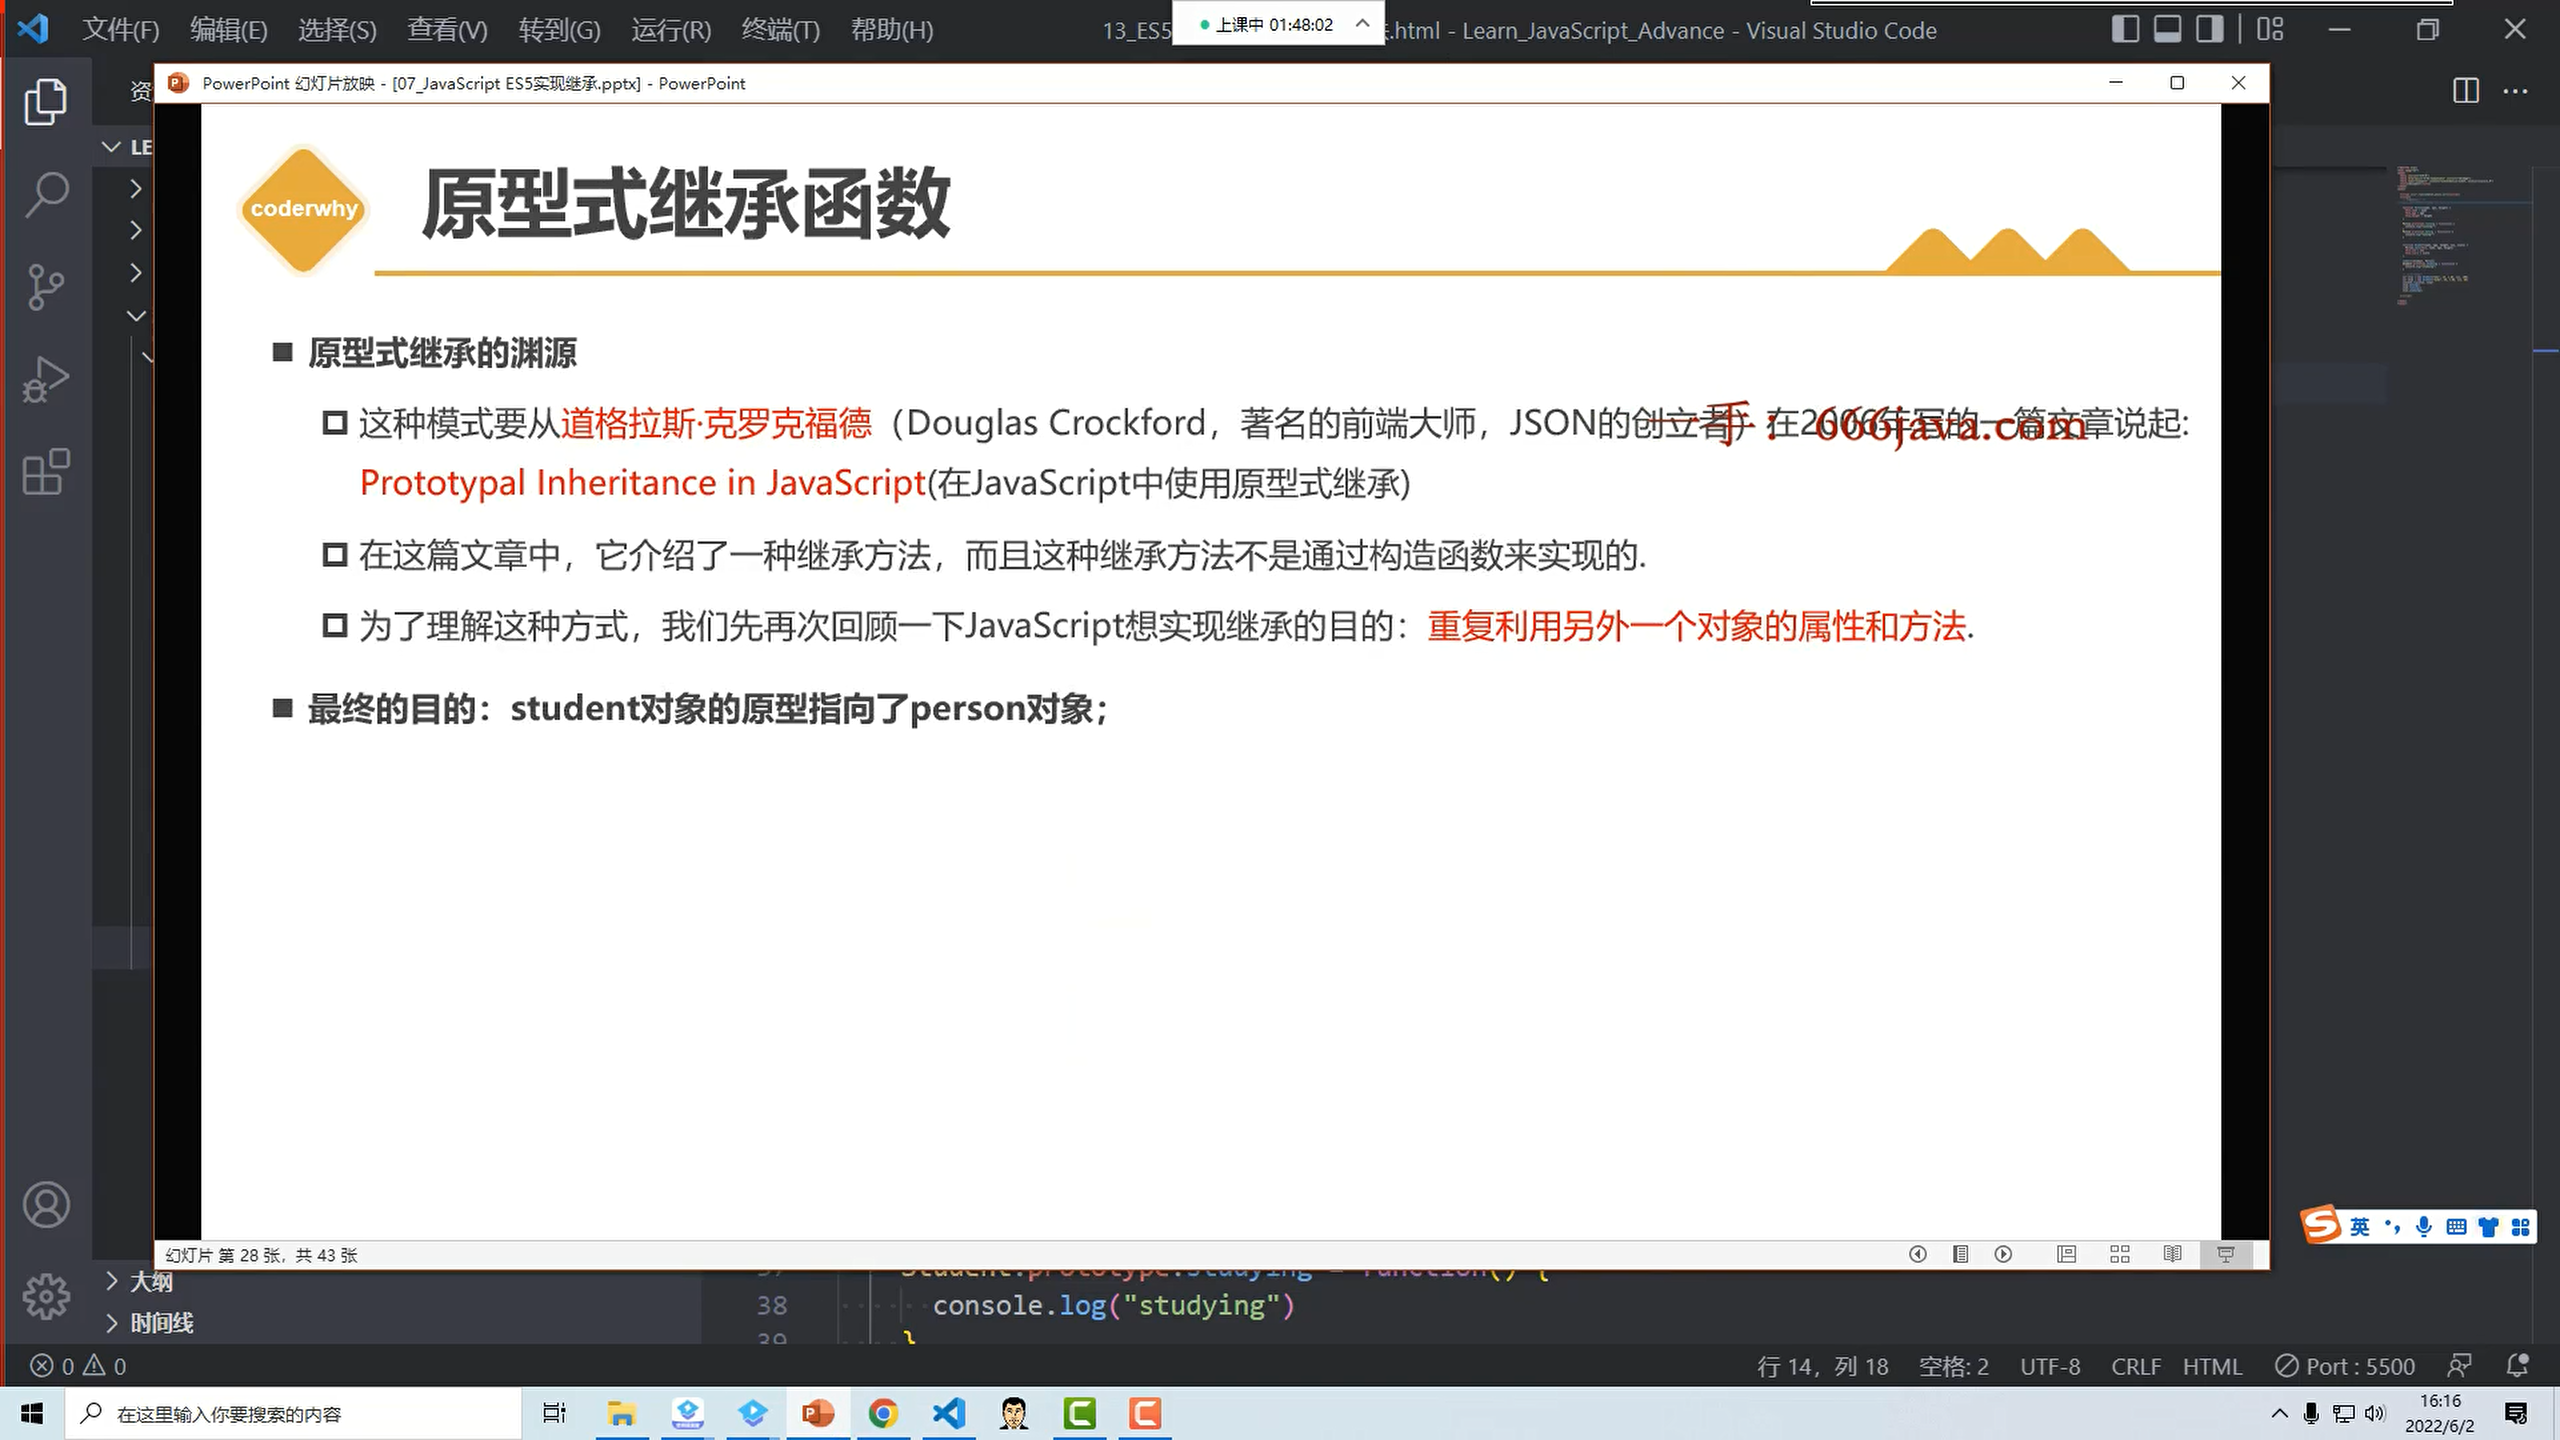 文件(F) 编辑(E) 选择(S) 查看(V) 转到(G) 运行(R) 终端(T) 帮助(H)
13_ES5
上课中 01:48:02
.html - Learn_JavaScript_Advance - Visual Studio Code
资
PowerPoint 幻灯片放映 - [07_JavaScript ES5实现继承.pptx] - PowerPoint
LE
coderwhy
原型式继承函数
原型式继承的渊源
这种模式要从道格拉斯·克罗克福德（Douglas Crockford，著名的前端大师，JSON的创立者）在2006年写的一篇文章说起:
一手：666java.com
Prototypal Inheritance in JavaScript(在JavaScript中使用原型式继承)
在这篇文章中，它介绍了一种继承方法，而且这种继承方法不是通过构造函数来实现的.
为了理解这种方式，我们先再次回顾一下JavaScript想实现继承的目的：重复利用另外一个对象的属性和方法.
最终的目的：student对象的原型指向了person对象；
幻灯片 第 28 张，共 43 张
英
大纲
时间线
37 Student.prototype.studying = function() {
38 console.log("studying")
39 }
0 0
行 14，列 18 空格: 2 UTF-8 CRLF HTML Port : 5500
在这里输入你要搜索的内容
16:16
2022/6/2